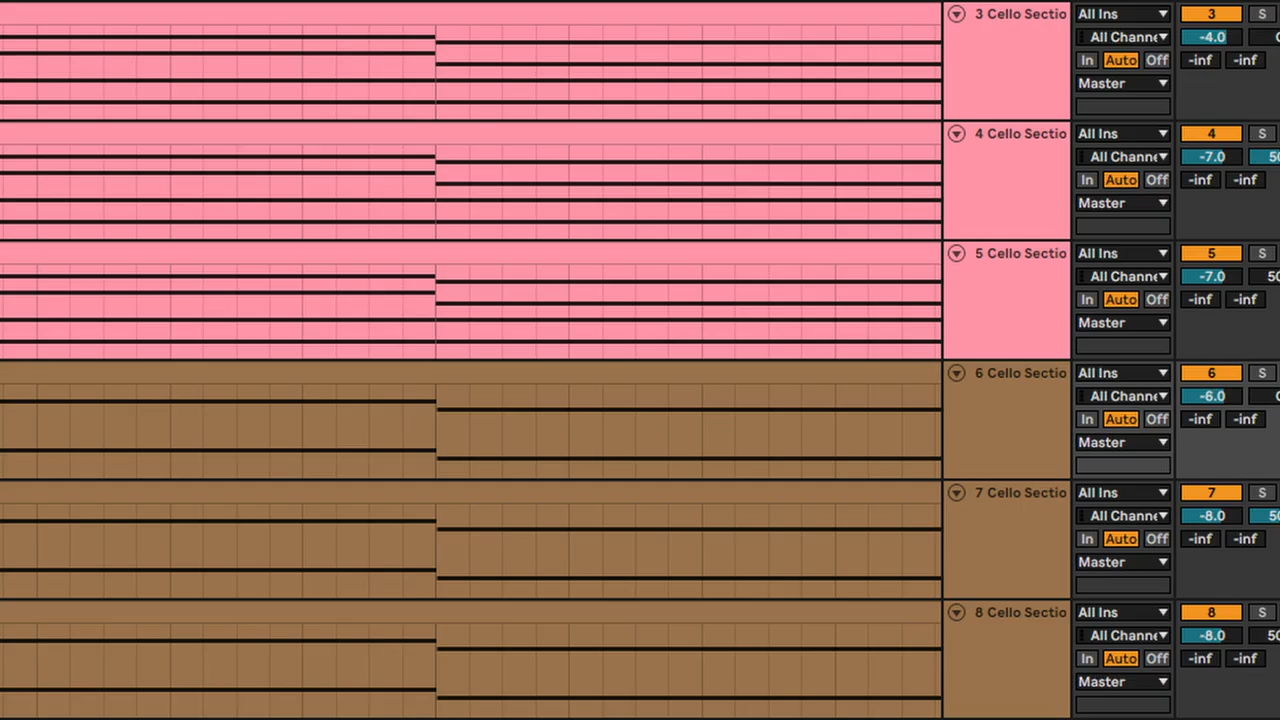 3 Cello Sectio All Ins 3 S
All Channe -4.0
In Auto Off -inf -inf
Master
4 Cello Sectio All Ins 4 S
All Channe -7.0 50
In Auto Off -inf -inf
Master
5 Cello Sectio All Ins 5 S
All Channe -7.0 50
In Auto Off -inf -inf
Master
6 Cello Sectio All Ins 6 S
All Channe -6.0
In Auto Off -inf -inf
Master
7 Cello Sectio All Ins 7 S
All Channe -8.0 50
In Auto Off -inf -inf
Master
8 Cello Sectio All Ins 8 S
All Channe -8.0 50
In Auto Off -inf -inf
Master